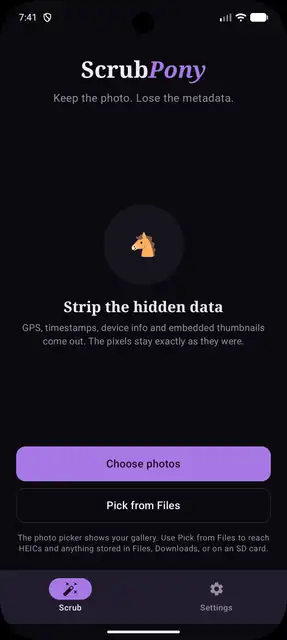 7:41
ScrubPony
Keep the photo. Lose the metadata.
Strip the hidden data
GPS, timestamps, device info and embedded thumbnails
come out. The pixels stay exactly as they were.
Choose photos
Pick from Files
The photo picker shows your gallery. Use Pick from Files to reach
HEICs and anything stored in Files, Downloads, or on an SD card.
Scrub
Settings